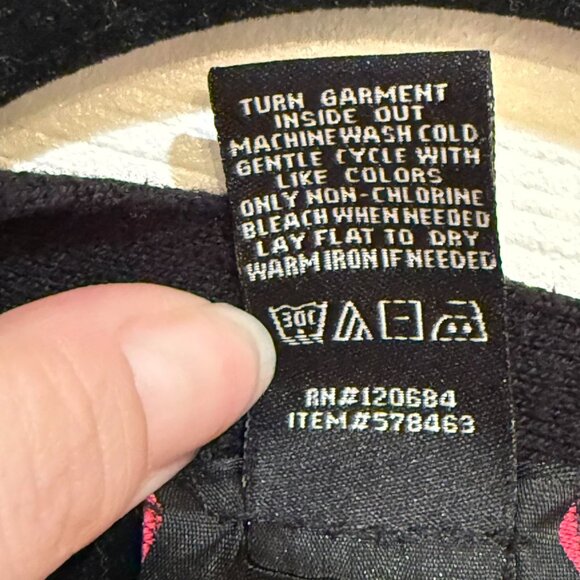 TURN GARMENT
INSIDE OUT
MACHINE WASH COLD
GENTLE CYCLE WITH
LIKE COLORS
ONLY NON-CHLORINE
BLEACH WHEN NEEDED
LAY FLAT TO DRY
WARM IRON IF NEEDED
30C
RN#120684
ITEM#578463